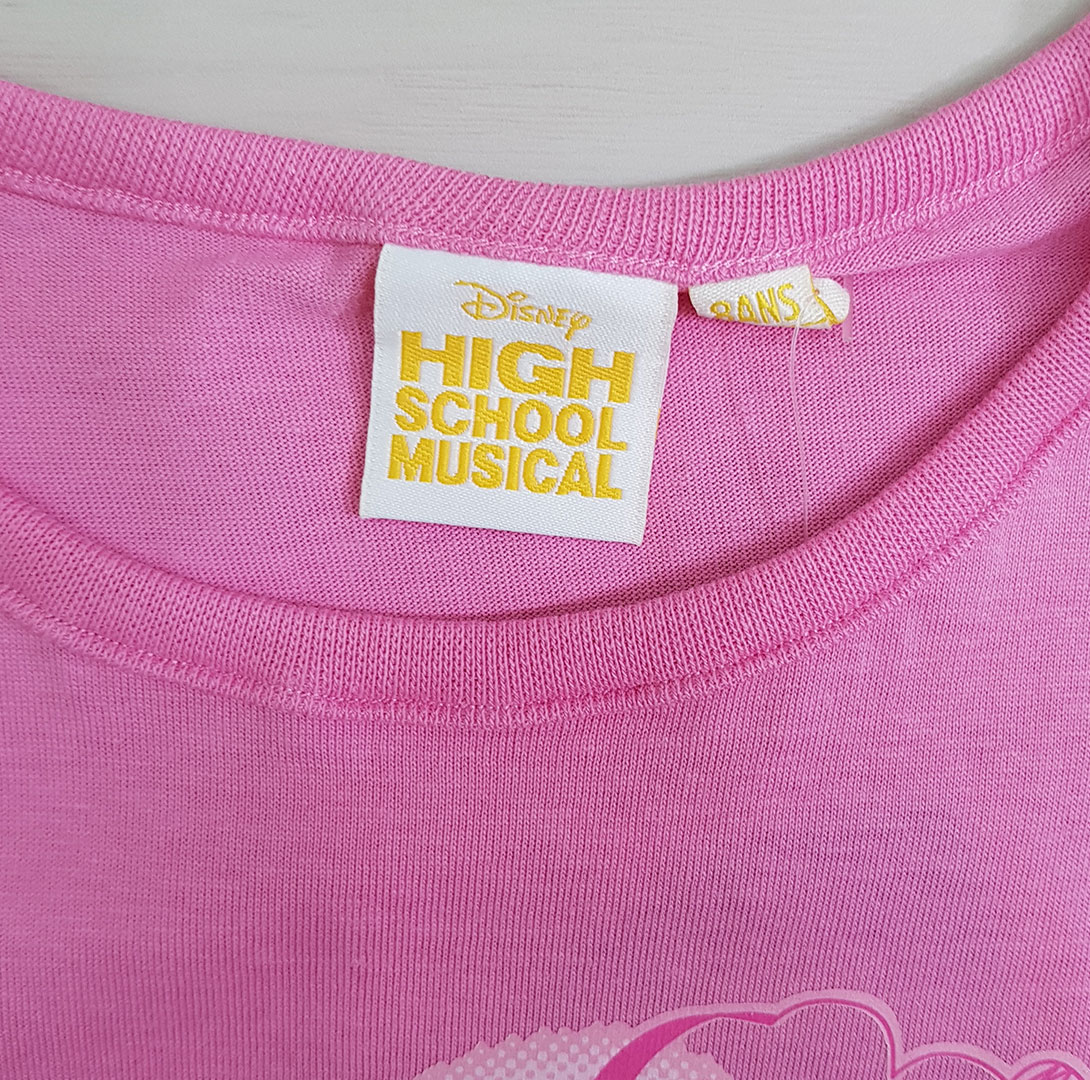 Disney
HIGH
SCHOOL
MUSICAL
8ANS